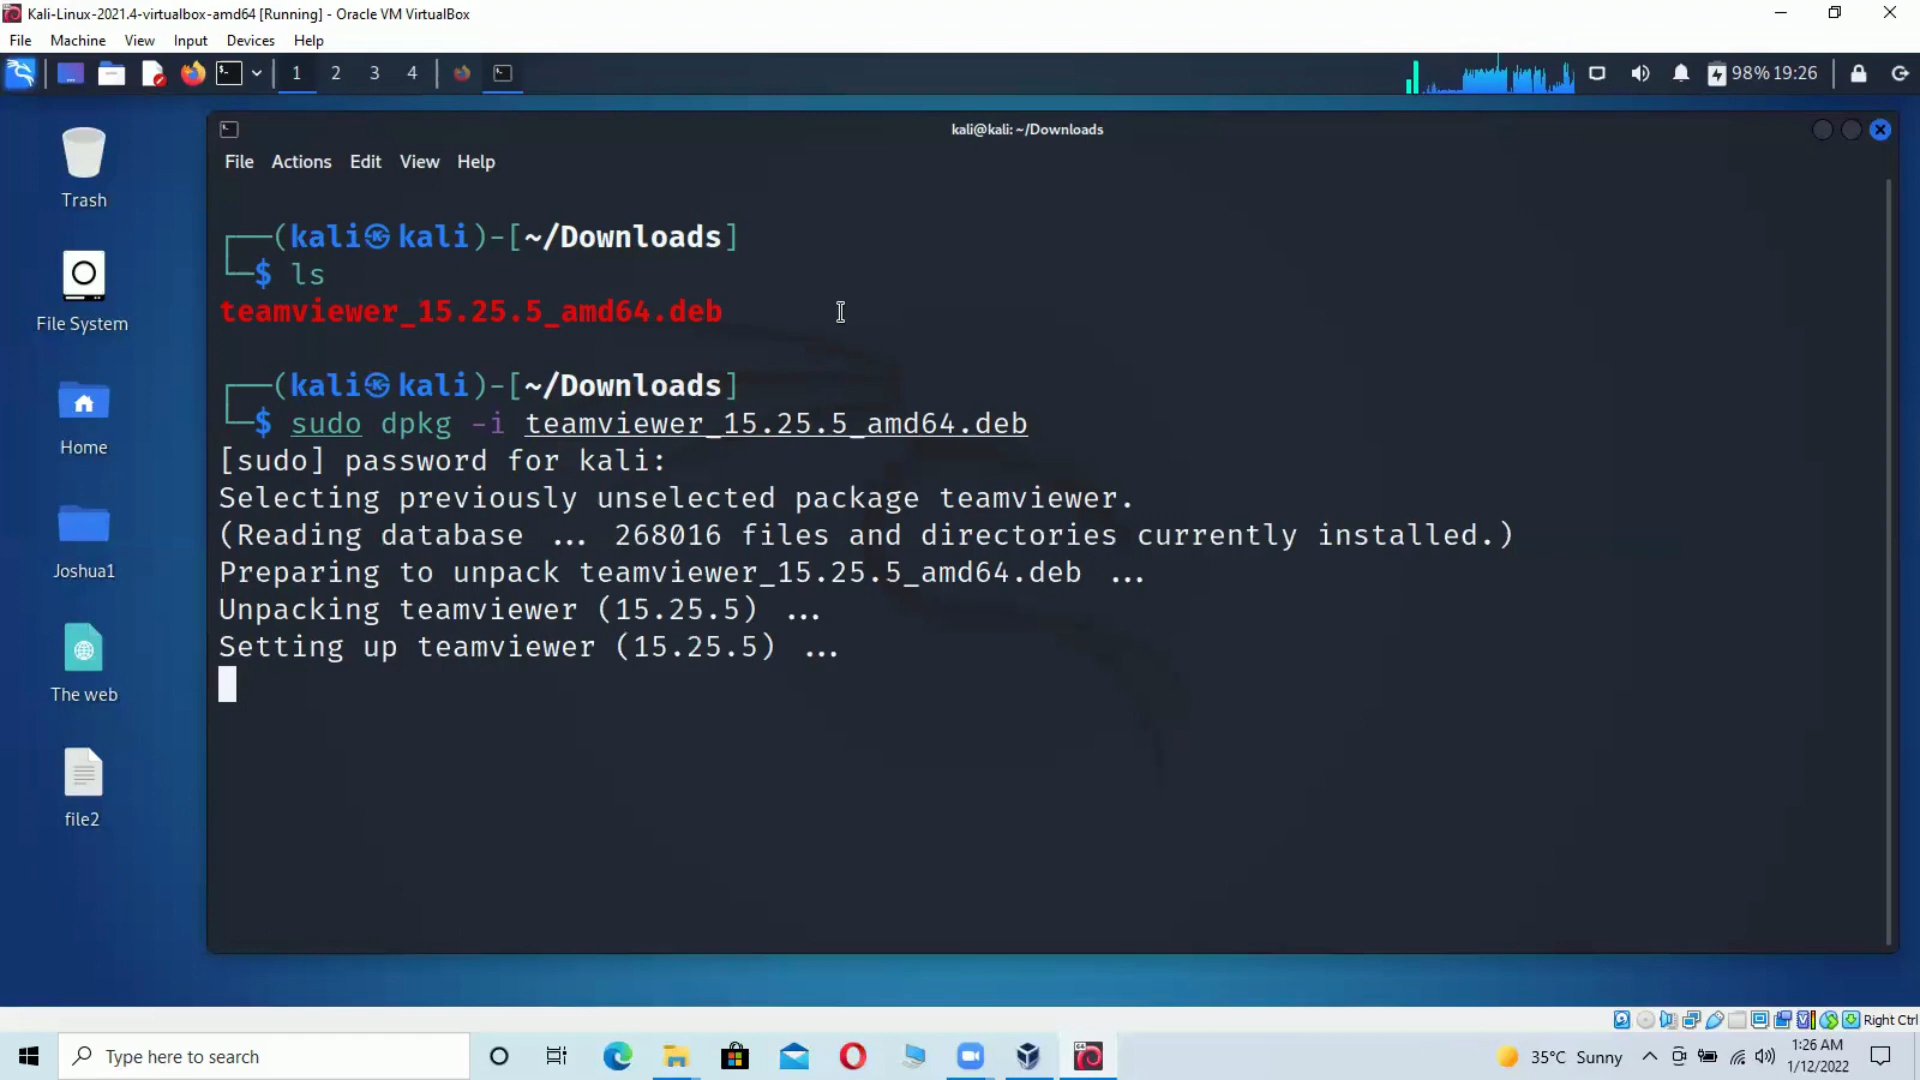 Kali-Linux-2021.4-virtualbox-amd64 [Running] - Oracle VM VirtualBox
File Machine View Input Devices Help
1 2 3 4 98% 19:26
kali@kali: ~/Downloads
File Actions Edit View Help
Trash
File System
Home
Joshua1
The web
file2
┌──(kali㉿kali)-[~/Downloads]
└─$ ls
teamviewer_15.25.5_amd64.deb
┌──(kali㉿kali)-[~/Downloads]
└─$ sudo dpkg -i teamviewer_15.25.5_amd64.deb
[sudo] password for kali:
Selecting previously unselected package teamviewer.
(Reading database ... 268016 files and directories currently installed.)
Preparing to unpack teamviewer_15.25.5_amd64.deb ...
Unpacking teamviewer (15.25.5) ...
Setting up teamviewer (15.25.5) ...
Right Ctrl
Type here to search
35°C Sunny
1:26 AM
1/12/2022